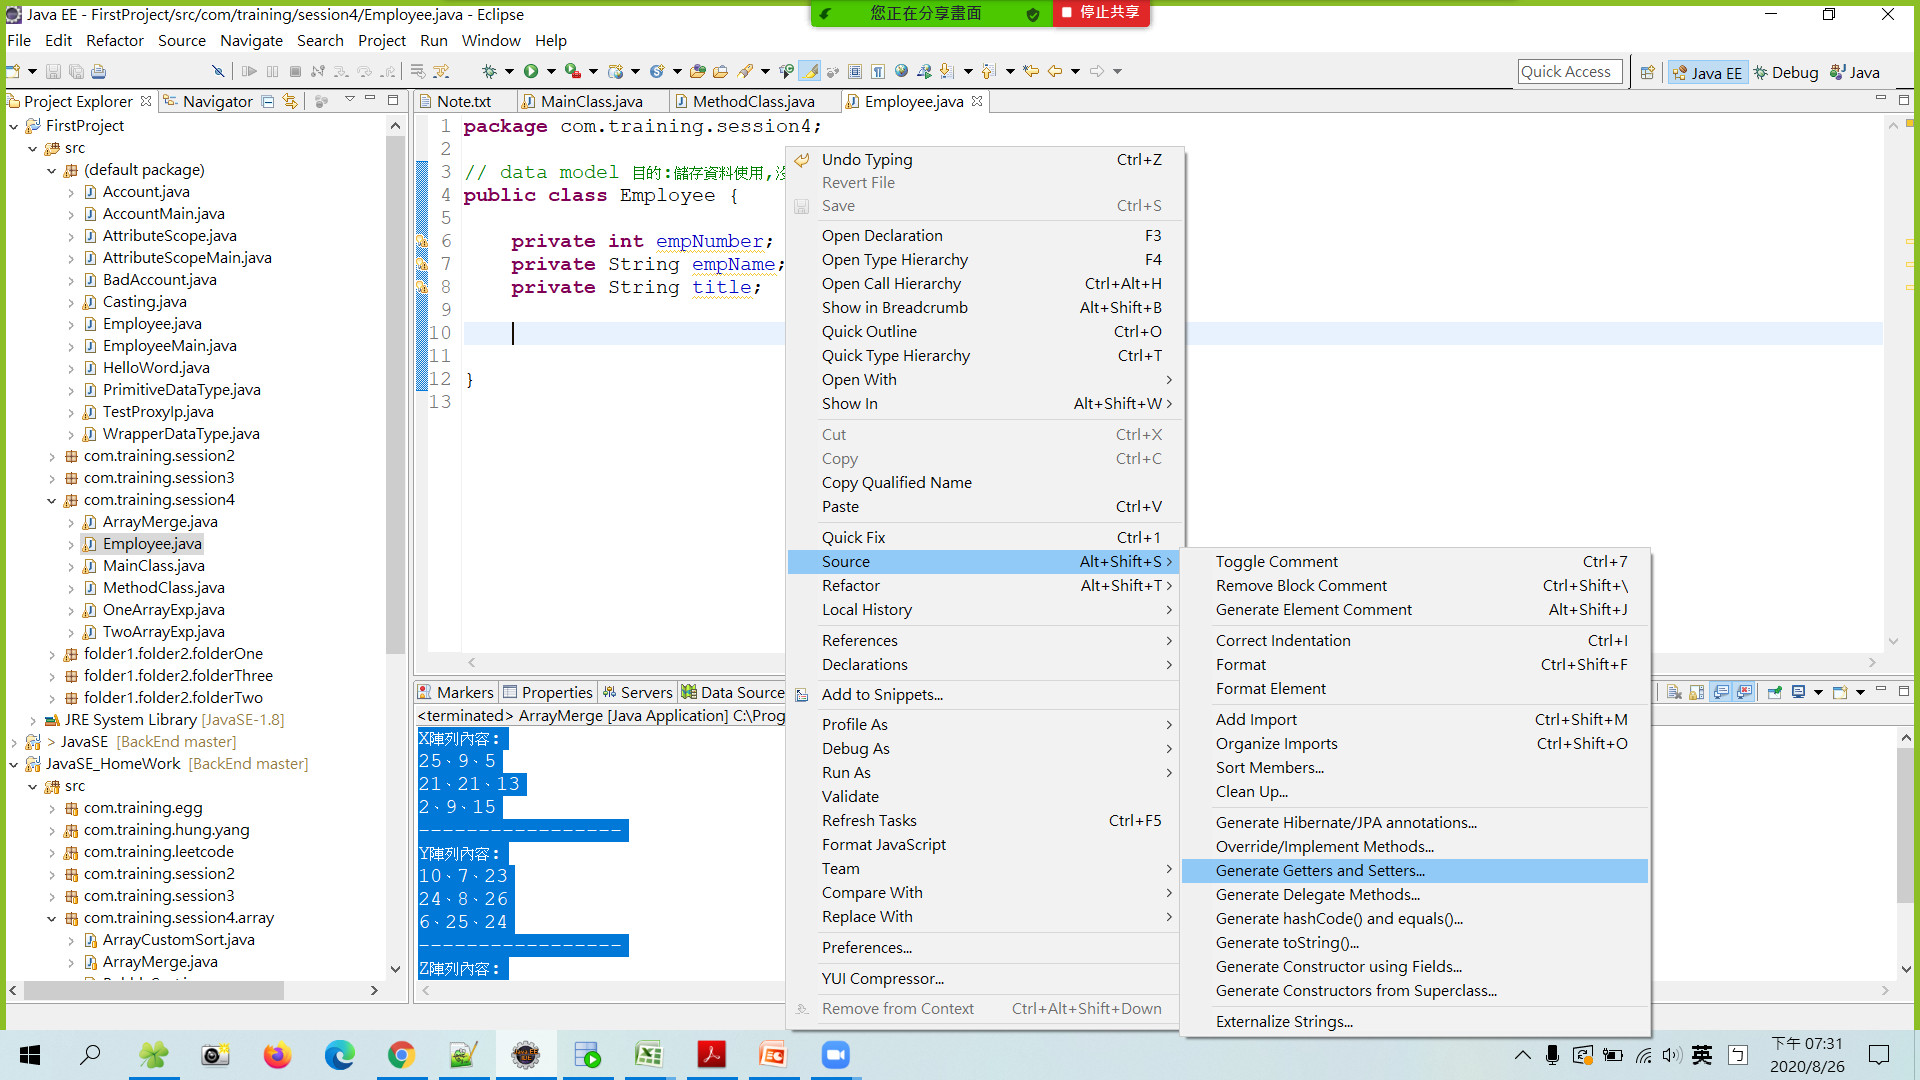 Java EE - FirstProject/src/com/training/session4/Employee.java - Eclipse
您正在分享畫面
停止共享
File Edit Refactor Source Navigate Search Project Run Window Help
Quick Access
Java EE
Debug
Java
Project Explorer
Navigator
FirstProject
src
(default package)
Account.java
AccountMain.java
AttributeScope.java
AttributeScopeMain.java
BadAccount.java
Casting.java
Employee.java
EmployeeMain.java
HelloWord.java
PrimitiveDataType.java
TestProxyIp.java
WrapperDataType.java
com.training.session2
com.training.session3
com.training.session4
ArrayMerge.java
Employee.java
MainClass.java
MethodClass.java
OneArrayExp.java
TwoArrayExp.java
folder1.folder2.folderOne
folder1.folder2.folderThree
folder1.folder2.folderTwo
JRE System Library [JavaSE-1.8]
> JavaSE [BackEnd master]
JavaSE_HomeWork [BackEnd master]
src
com.training.egg
com.training.hung.yang
com.training.leetcode
com.training.session2
com.training.session3
com.training.session4.array
ArrayCustomSort.java
ArrayMerge.java
Note.txt
MainClass.java
MethodClass.java
Employee.java
1 package com.training.session4;
2
3 // data model 目的:儲存資料使用,
4 public class Employee {
5
6 private int empNumber;
7 private String empName;
8 private String title;
9
10
11
12 }
13
Markers
Properties
Servers
Data Source
<terminated> ArrayMerge [Java Application] C:\Prog
X陣列內容:
25、9、5
21、21、13
2、9、15
-----------------
Y陣列內容:
10、7、23
24、8、26
6、25、24
-----------------
Z陣列內容:
Undo Typing Ctrl+Z
Revert File
Save Ctrl+S
Open Declaration F3
Open Type Hierarchy F4
Open Call Hierarchy Ctrl+Alt+H
Show in Breadcrumb Alt+Shift+B
Quick Outline Ctrl+O
Quick Type Hierarchy Ctrl+T
Open With
Show In Alt+Shift+W
Cut Ctrl+X
Copy Ctrl+C
Copy Qualified Name
Paste Ctrl+V
Quick Fix Ctrl+1
Source Alt+Shift+S
Refactor Alt+Shift+T
Local History
References
Declarations
Add to Snippets...
Profile As
Debug As
Run As
Validate
Refresh Tasks Ctrl+F5
Format JavaScript
Team
Compare With
Replace With
Preferences...
YUI Compressor...
Remove from Context Ctrl+Alt+Shift+Down
Toggle Comment Ctrl+7
Remove Block Comment Ctrl+Shift+\
Generate Element Comment Alt+Shift+J
Correct Indentation Ctrl+I
Format Ctrl+Shift+F
Format Element
Add Import Ctrl+Shift+M
Organize Imports Ctrl+Shift+O
Sort Members...
Clean Up...
Generate Hibernate/JPA annotations...
Override/Implement Methods...
Generate Getters and Setters...
Generate Delegate Methods...
Generate hashCode() and equals()...
Generate toString()...
Generate Constructor using Fields...
Generate Constructors from Superclass...
Externalize Strings...
英
下午 07:31
2020/8/26